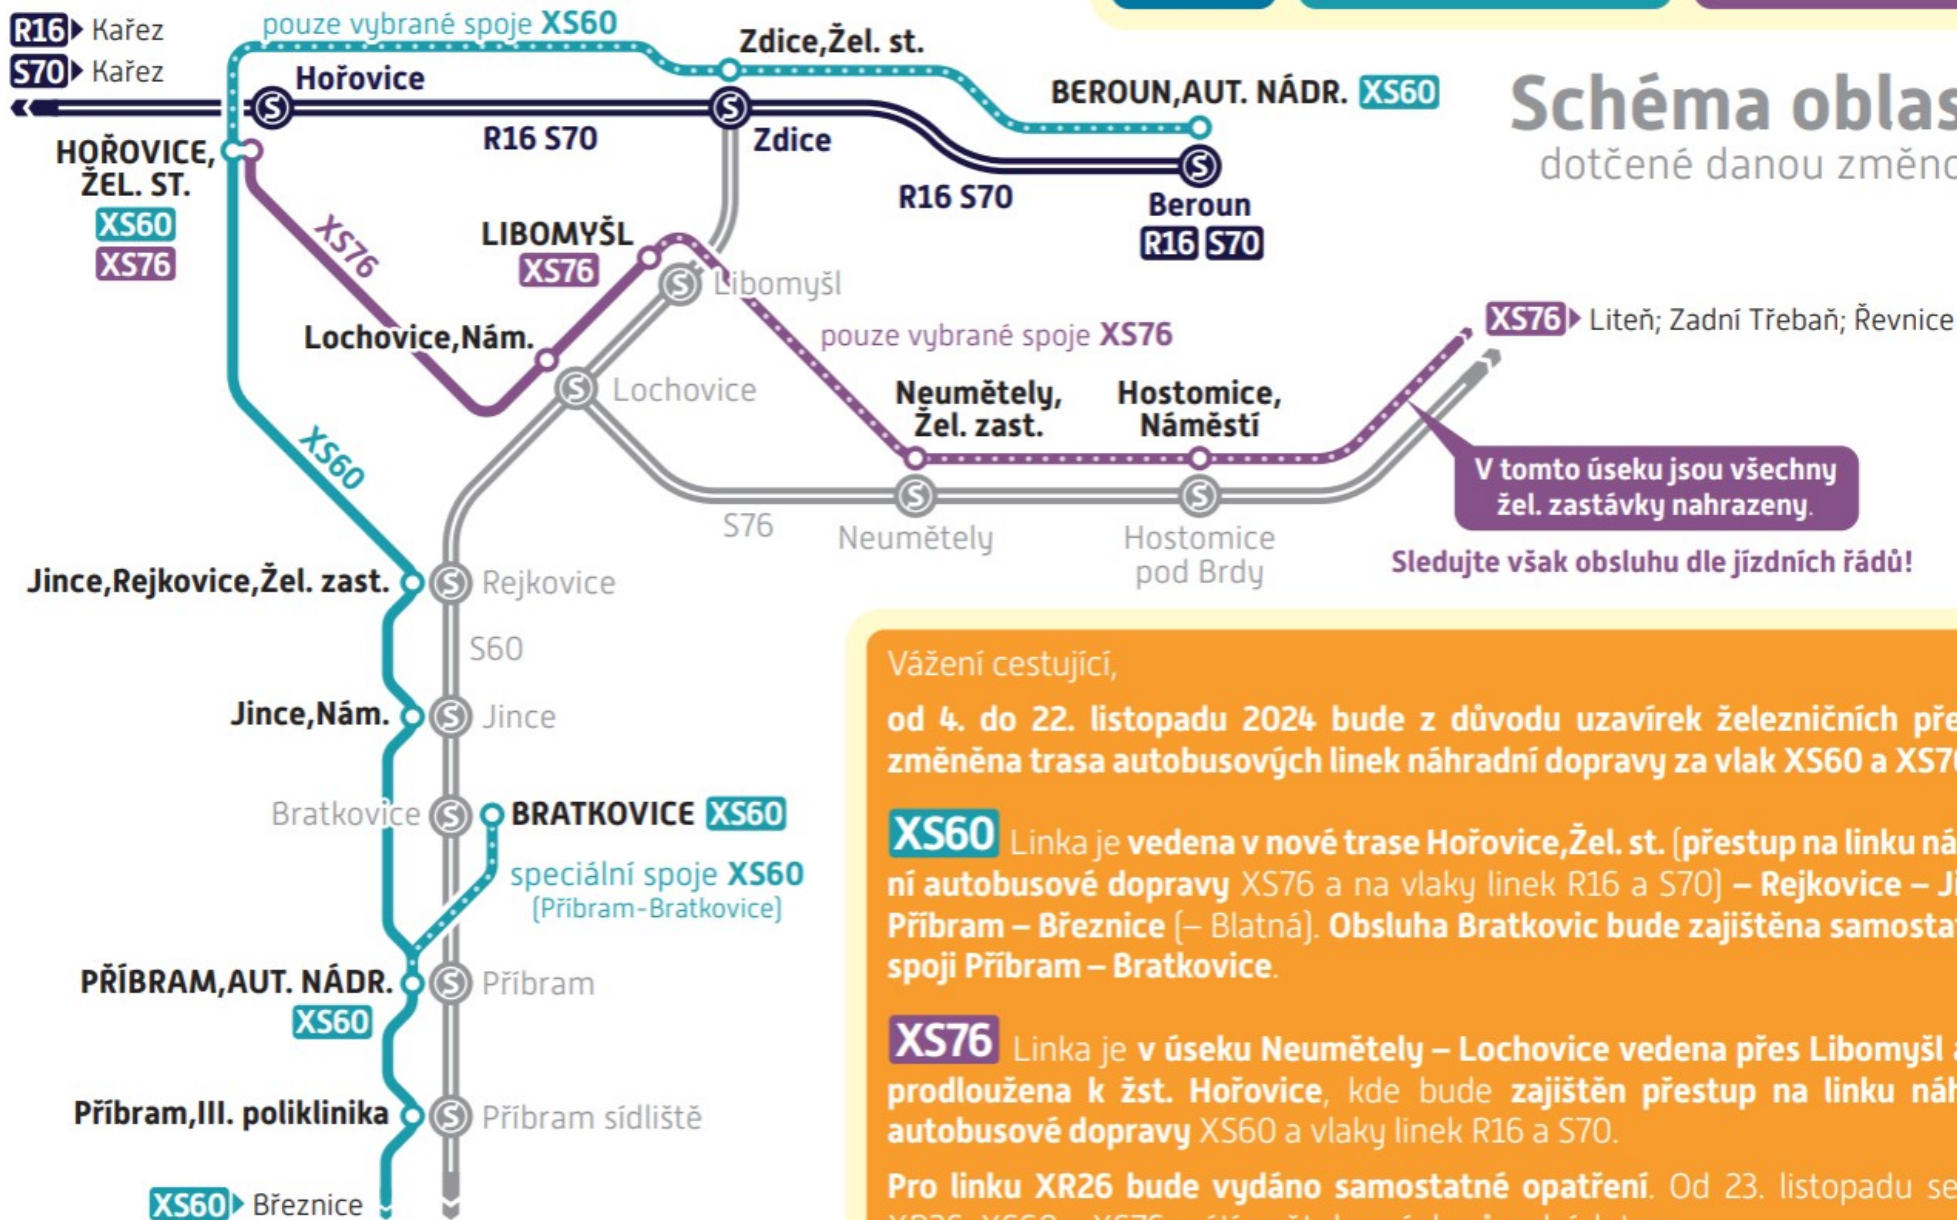 R16 Kařez
S70 Kařez
pouze vybrané spoje XS60
Zdice,Žel. st.
Hořovice
BEROUN,AUT. NÁDR. XS60
Schéma
dotčené danou
R16 S70
Zdice
HOŘOVICE,
ŽEL. ST.
XS60
XS76
R16 S70
Beroun
R16 S70
XS76
LIBOMYŠL
XS76
Libomyšl
Lochovice,Nám.
pouze vybrané spoje XS76
XS76 Liteň; Zadní Třebaň; Řevnice
Lochovice
Neumětely,
Žel. zast.
Hostomice,
Náměstí
XS60
V tomto úseku jsou všechny
žel. zastávky nahrazeny.
S76
Neumětely
Hostomice
pod Brdy
Sledujte však obsluhu dle jízdních řádů!
Jince,Rejkovice,Žel. zast.
Rejkovice
S60
Jince,Nám.
Jince
Bratkovice
BRATKOVICE XS60
speciální spoje XS60
(Příbram-Bratkovice)
PŘÍBRAM,AUT. NÁDR.
XS60
Příbram
Příbram,III. poliklinika
Příbram sídliště
XS60 Březnice
Vážení cestující,
od 4. do 22. listopadu 2024 bude z důvodu uzavírek železničních
změněna trasa autobusových linek náhradní dopravy za vlak XS60 a
XS60 Linka je vedena v nové trase Hořovice,Žel. st. (přestup na linku
ní autobusové dopravy XS76 a na vlaky linek R16 a S70) – Rejkovice –
Příbram – Březnice (– Blatná). Obsluha Bratkovic bude zajištěna
spoji Příbram – Bratkovice.
XS76 Linka je v úseku Neumětely – Lochovice vedena přes Libomyšl
prodloužena k žst. Hořovice, kde bude zajištěn přestup na linku
autobusové dopravy XS60 a vlaky linek R16 a S70.
Pro linku XR26 bude vydáno samostatné opatření. Od 23. listopadu se